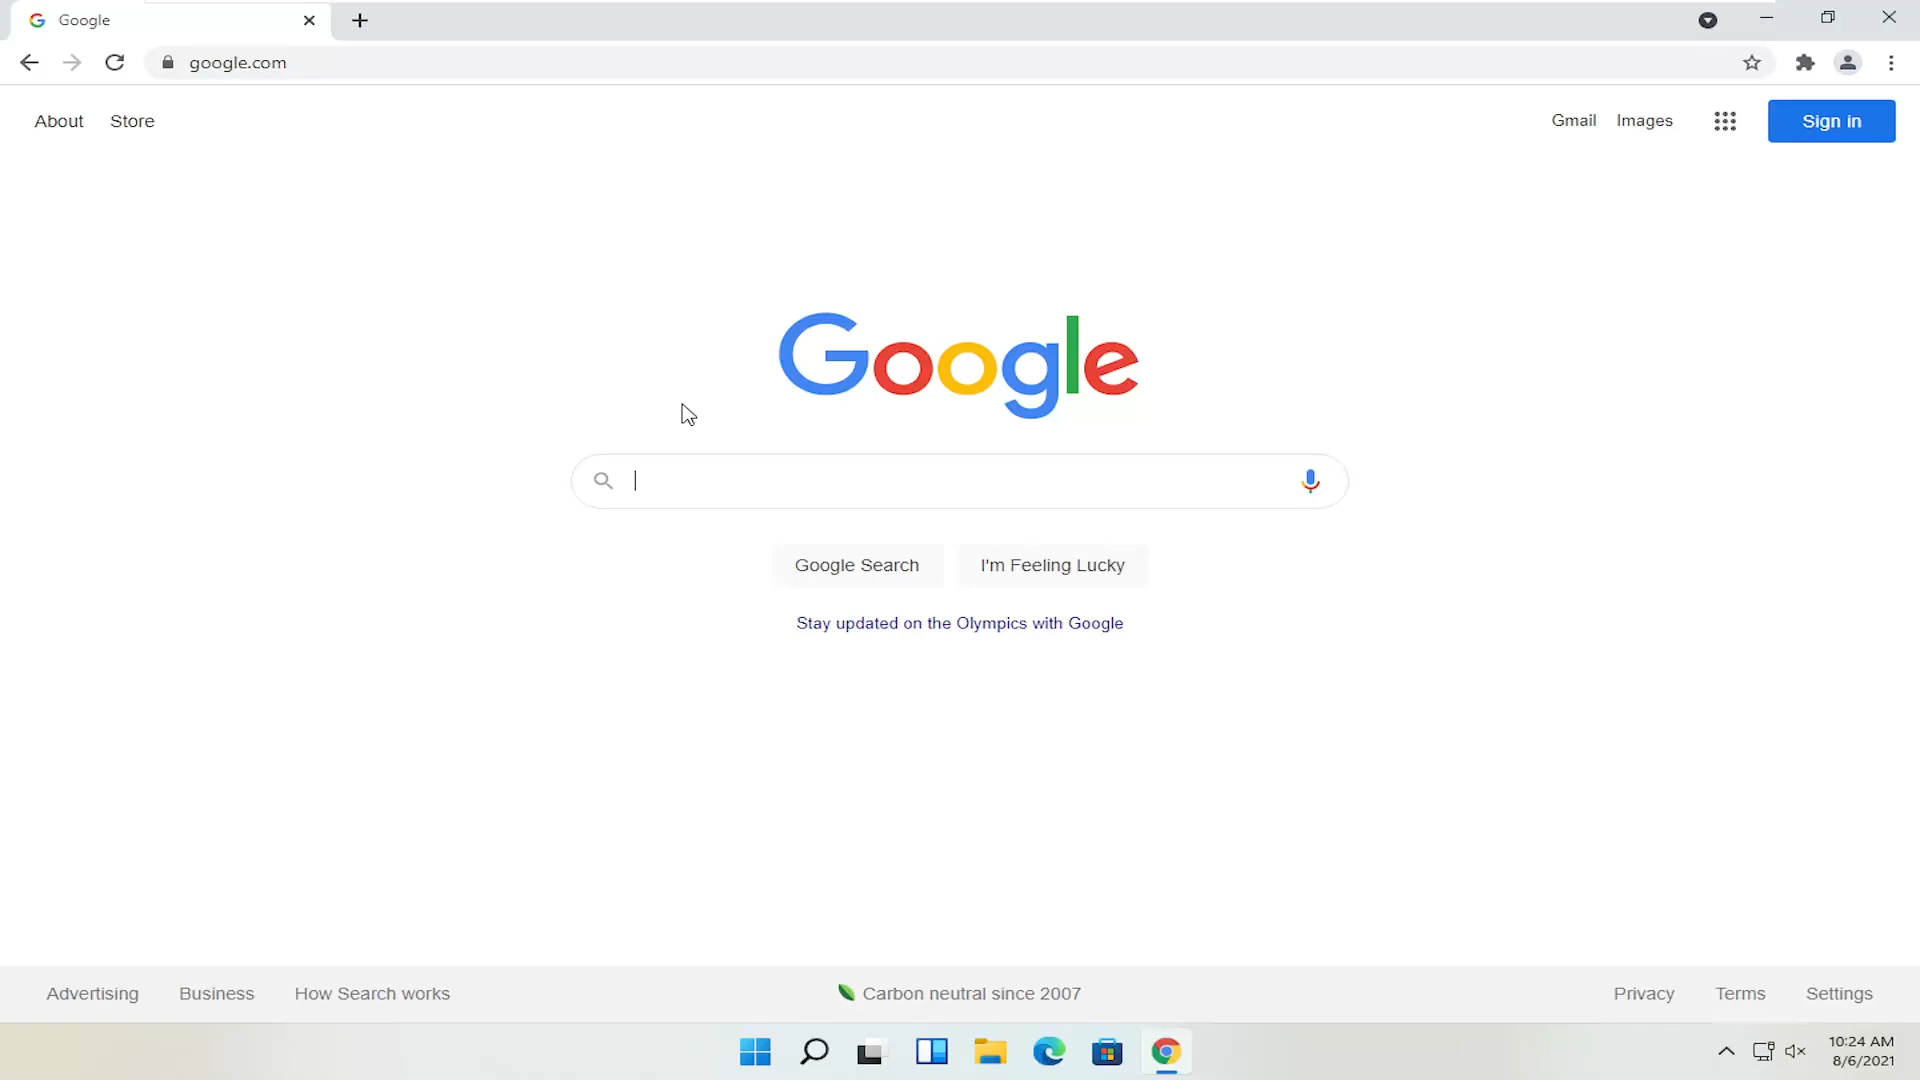 Google
google.com
About Store Gmail Images Sign in
Google
Google Search I'm Feeling Lucky
Stay updated on the Olympics with Google
Advertising Business How Search works Carbon neutral since 2007 Privacy Terms Settings
10:24 AM
8/6/2021